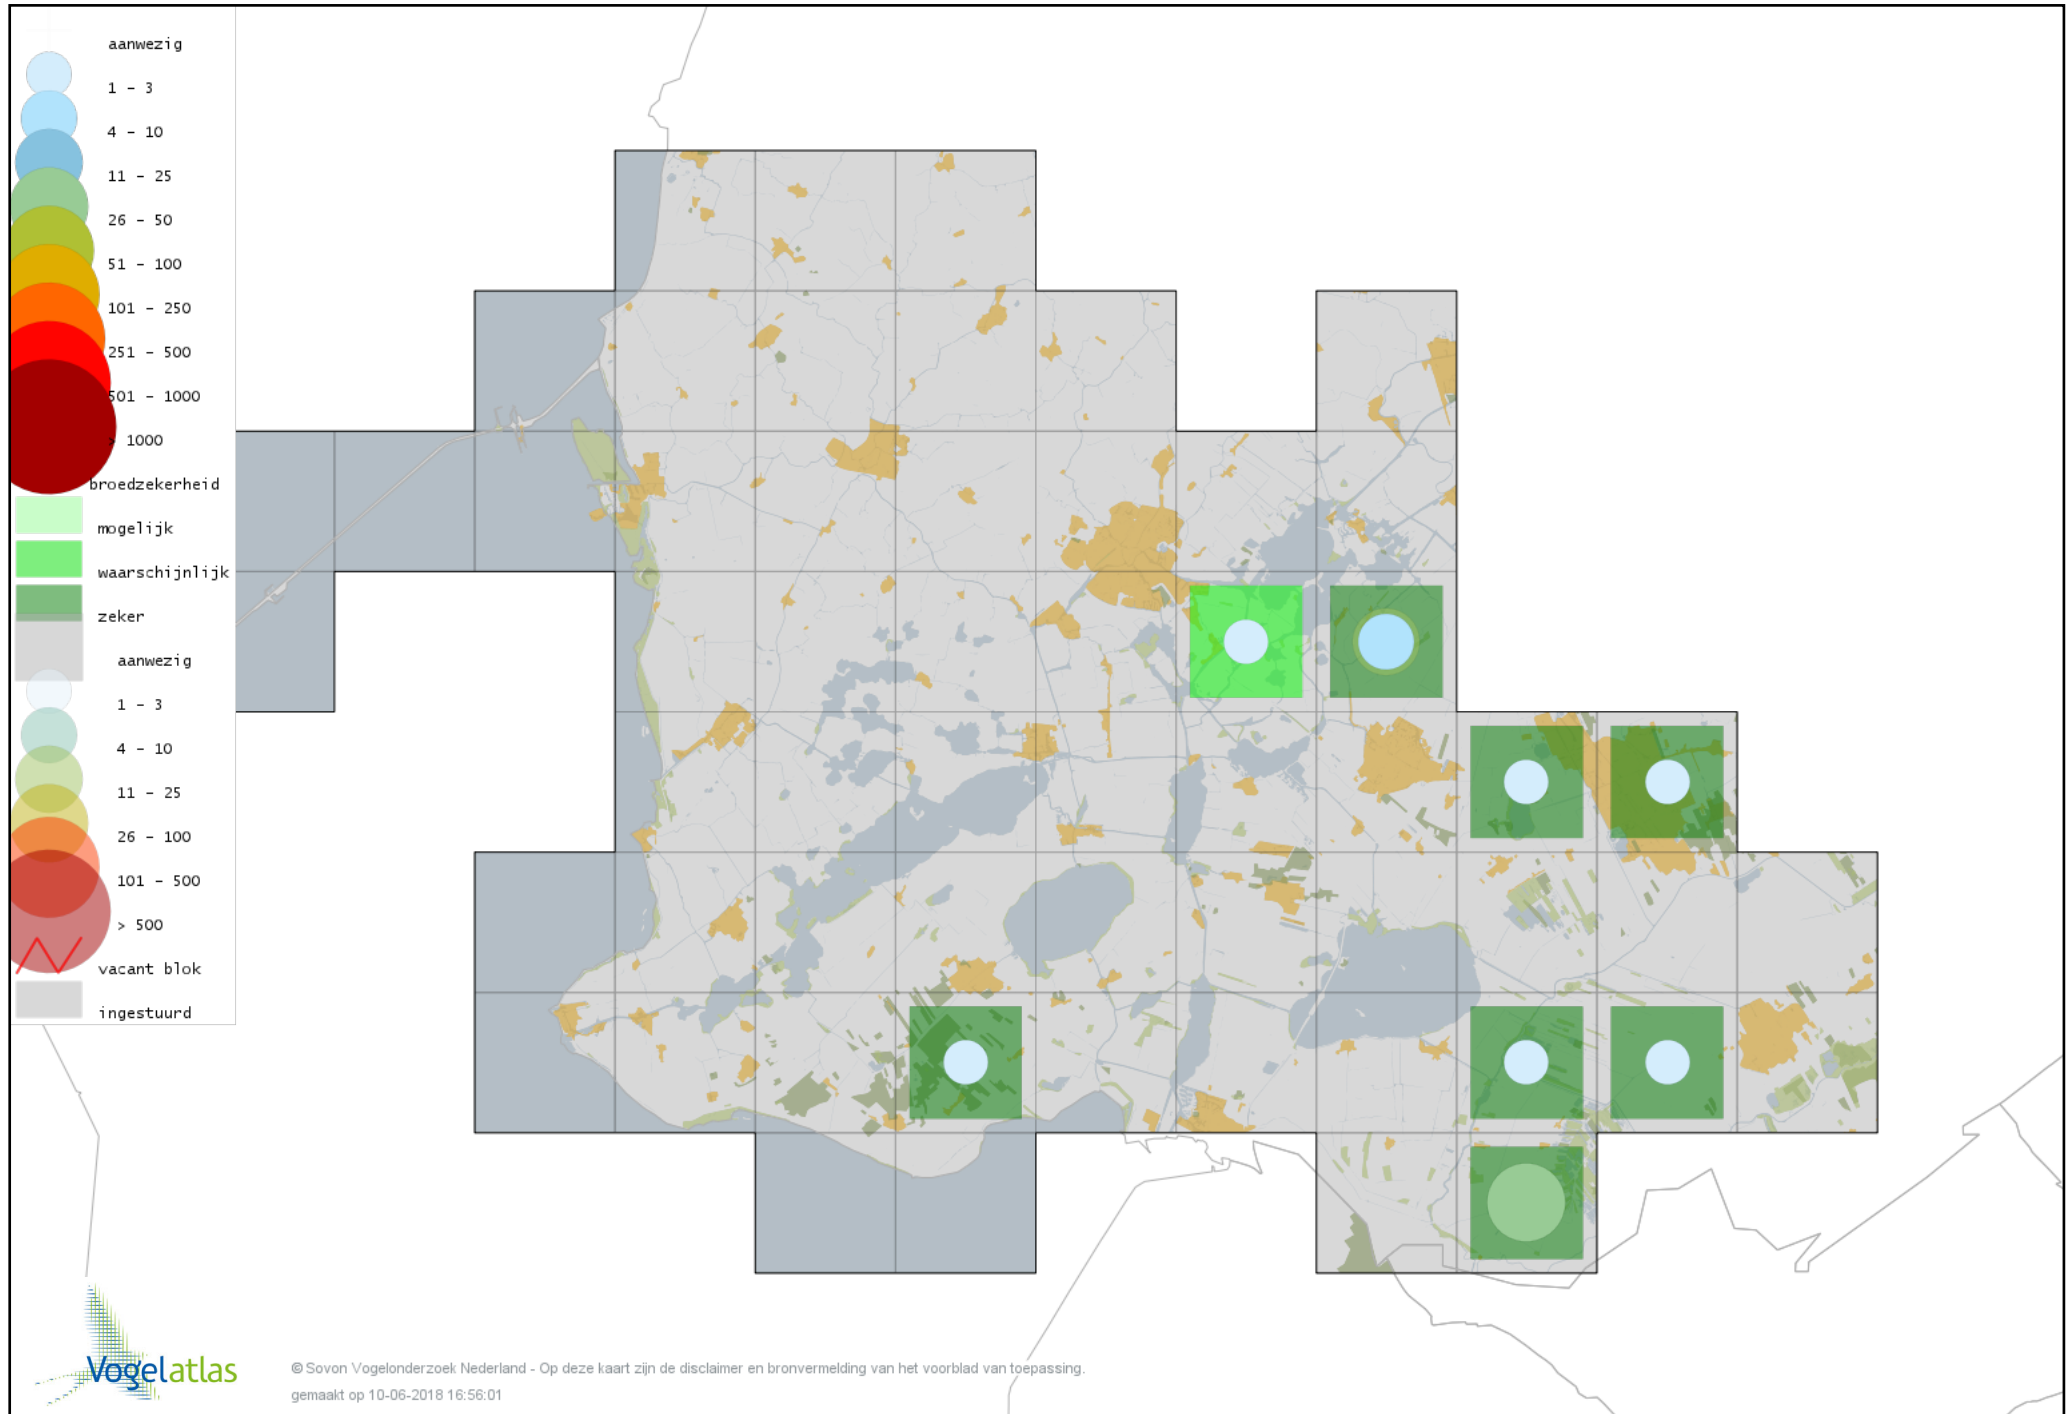 aanwezig
1 - 3
4 - 10
11 - 25
26 - 50
51 - 100
101 - 250
251 - 500
501 - 1000
> 1000
broedzekerheid
mogelijk
waarschijnlijk
zeker
aanwezig
1 - 3
4 - 10
11 - 25
26 - 100
101 - 500
> 500
vacant blok
ingestuurd
Vogelatlas
© Sovon Vogelonderzoek Nederland - Op deze kaart zijn de disclaimer en bronvermelding van het voorblad van toepassing.
gemaakt op 10-06-2018 16:56:01